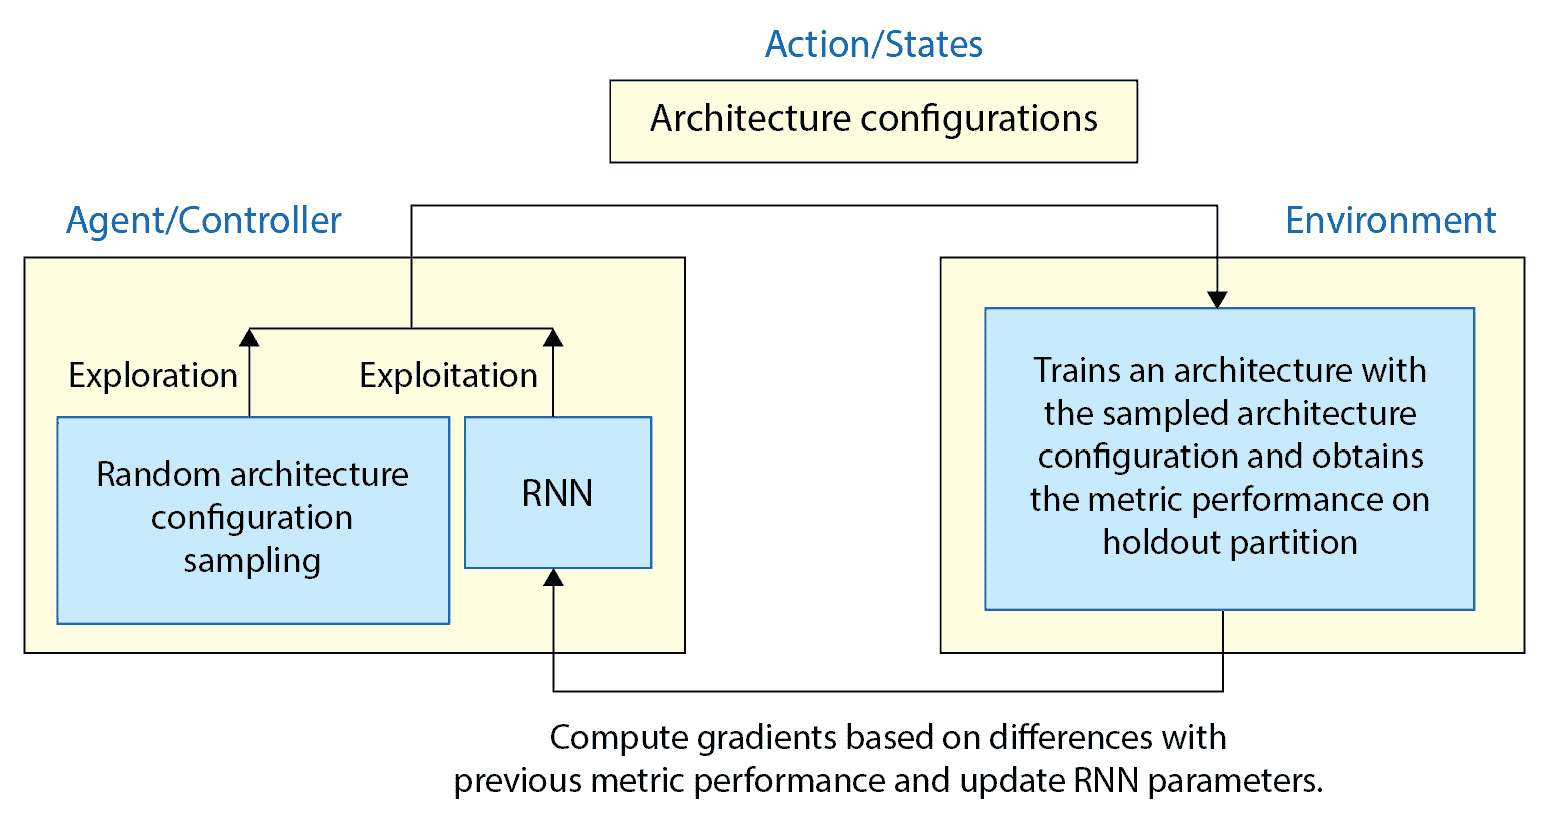 Action/States
Architecture configurations
Agent/Controller
Environment
Exploration
Exploitation
Random architecture
configuration
sampling
RNN
Trains an architecture with
the sampled architecture
configuration and obtains
the metric performance on
holdout partition
Compute gradients based on differences with
previous metric performance and update RNN parameters.